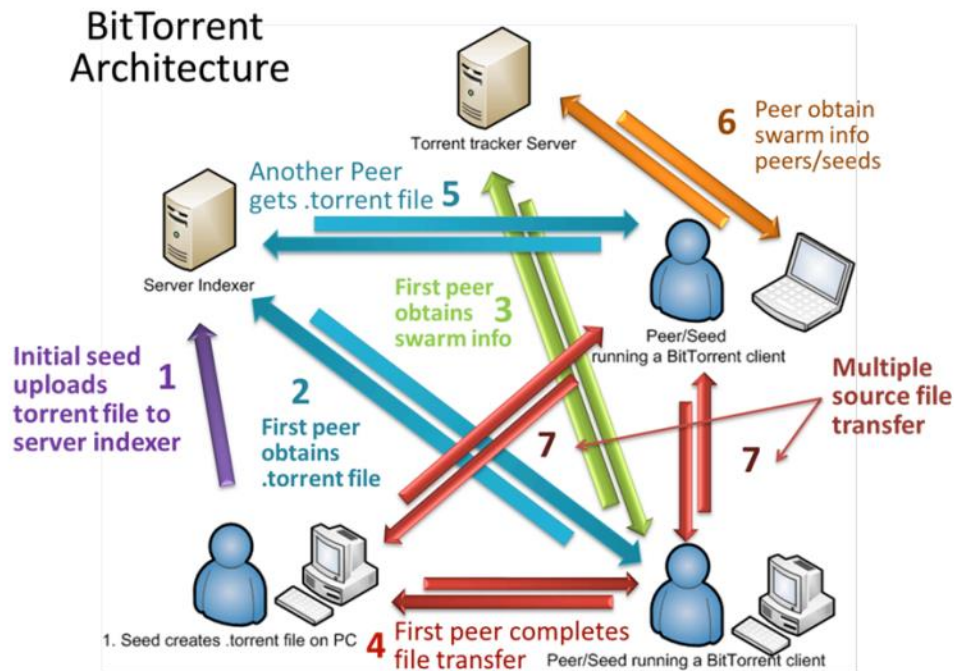 BitTorrent
Architecture
Torrent tracker Server
6
Peer obtain
swarm info
peers/seeds
Another Peer
gets .torrent file
5
Server Indexer
First peer
obtains
swarm info
3
Peer/Seed
running a BitTorrent client
Initial seed
uploads
torrent file to
server indexer
1
2
First peer
obtains
.torrent file
Multiple
source file
transfer
7
7
1. Seed creates .torrent file on PC
4
First peer completes
file transfer
Peer/Seed running a BitTorrent client